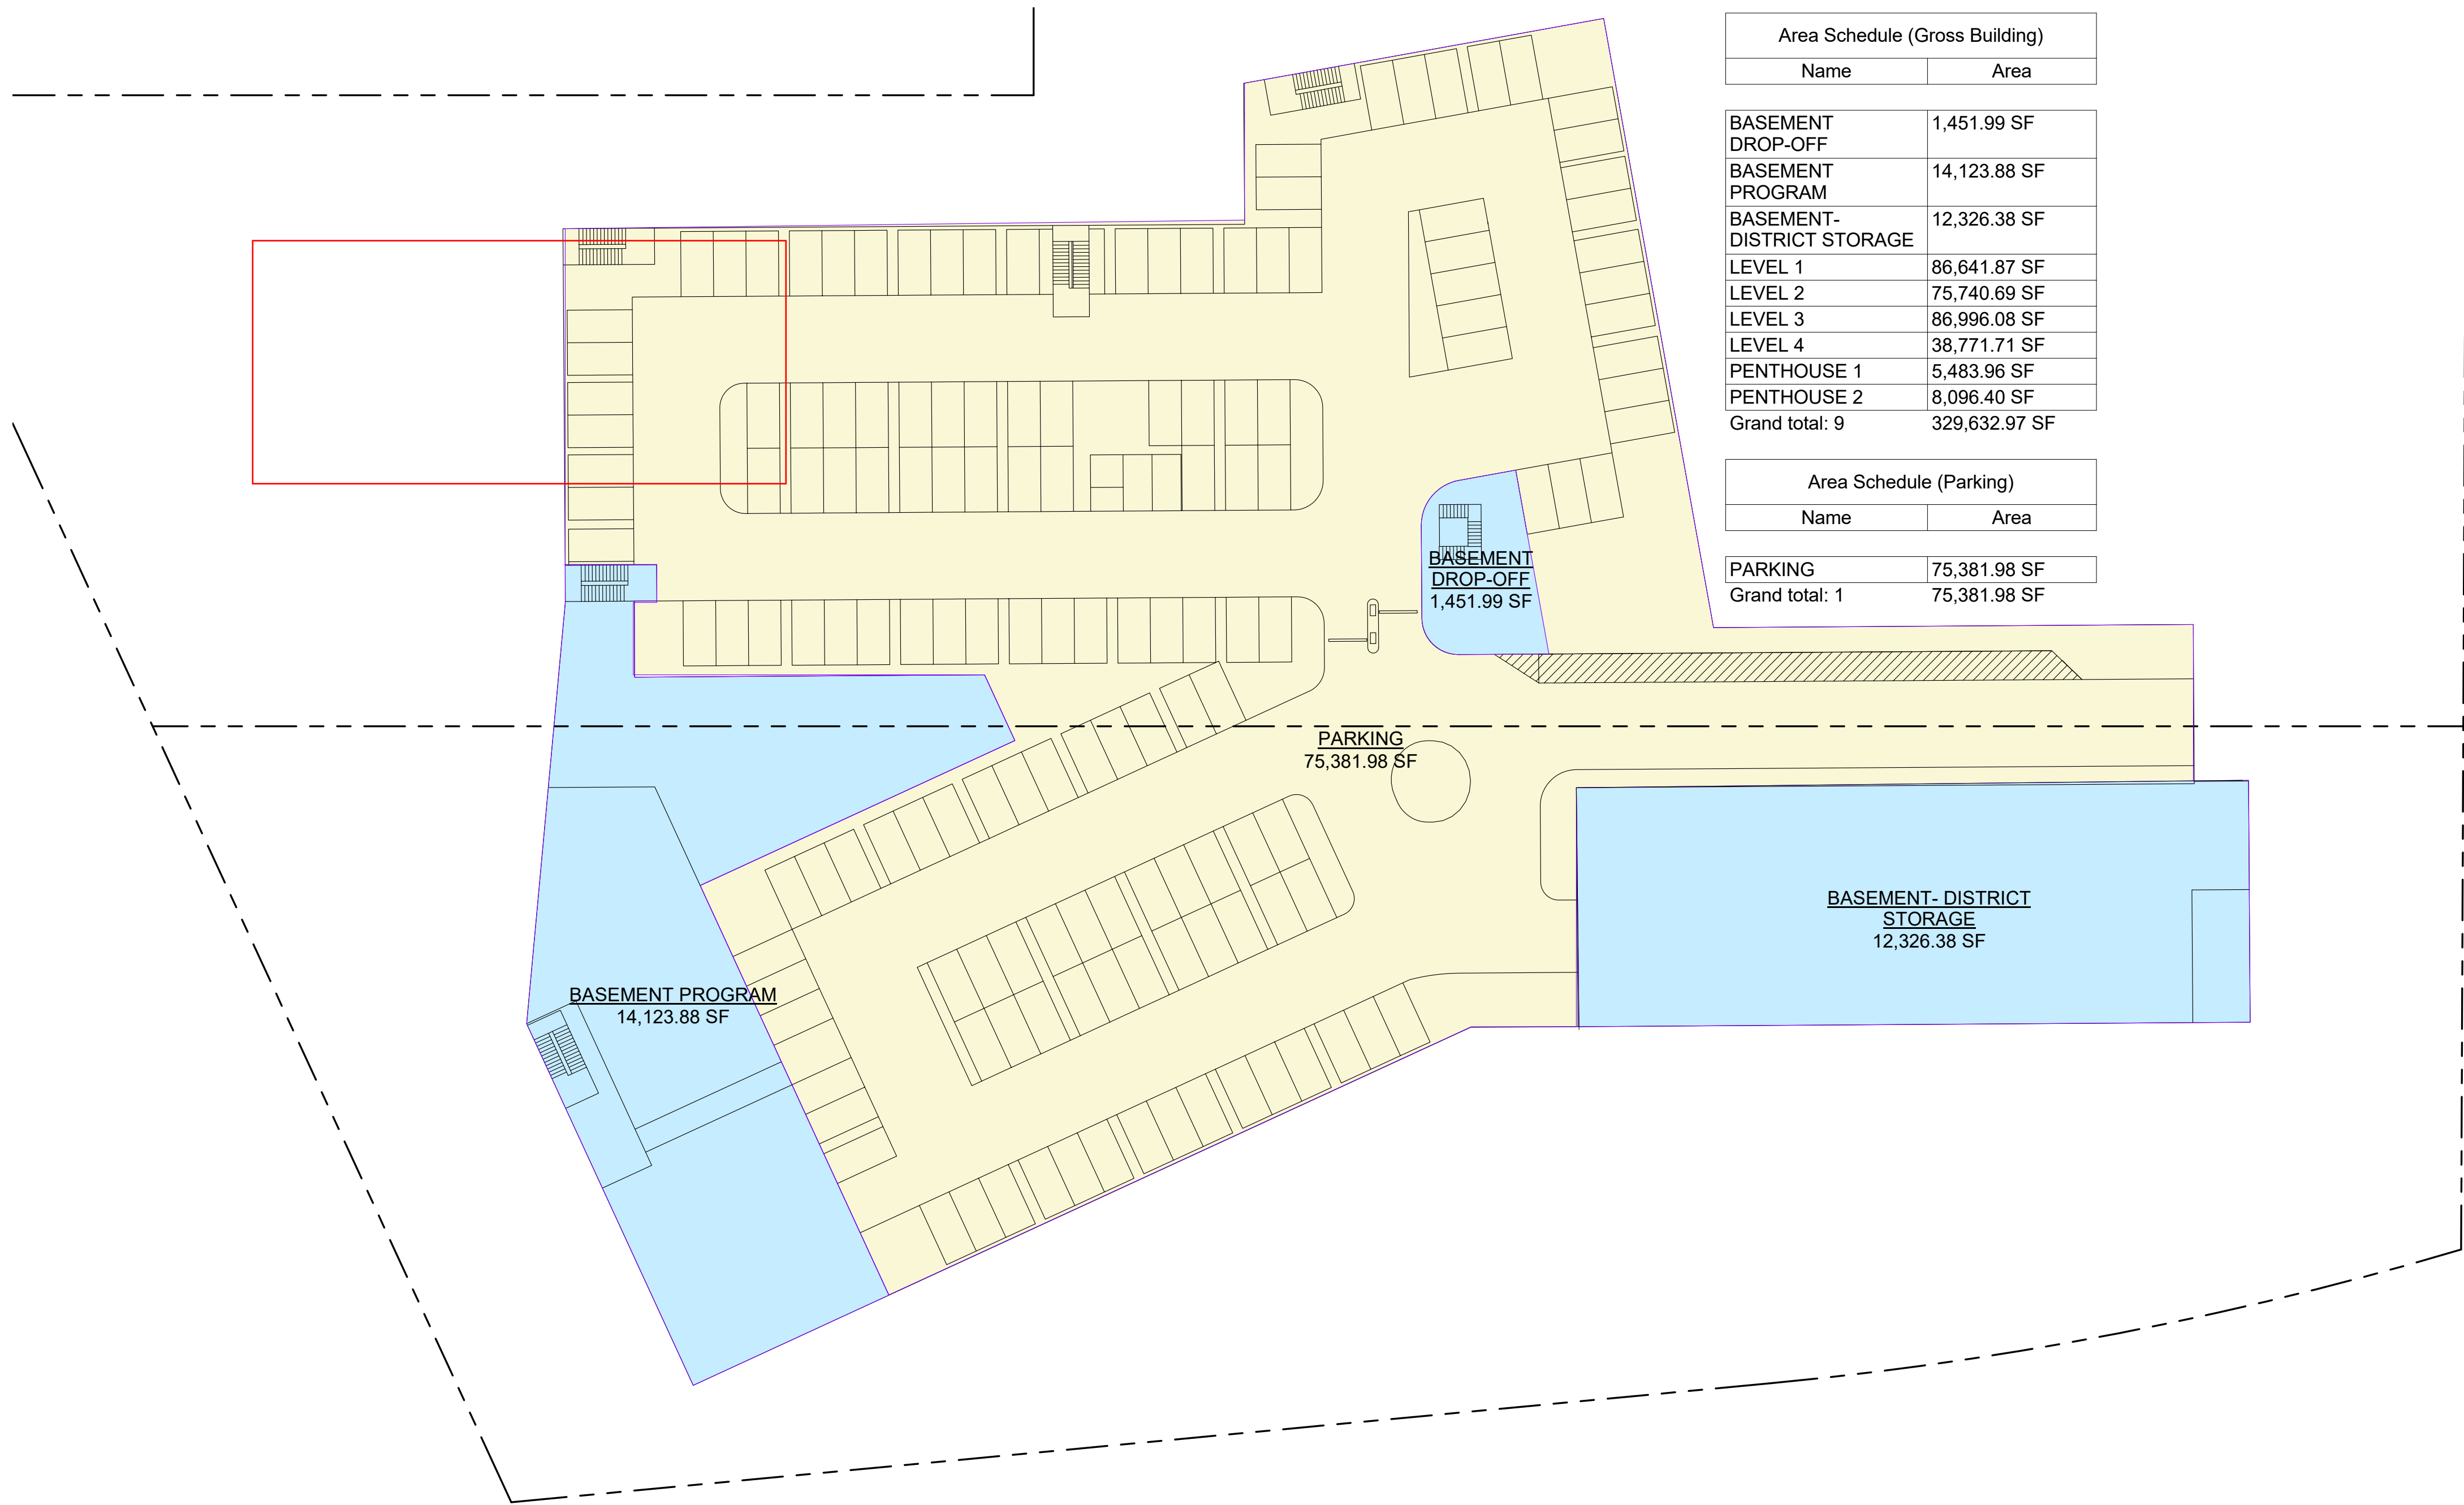 Area Schedule (Gross Building)
Name Area
BASEMENT 1,451.99 SF
DROP-OFF
BASEMENT 14,123.88 SF
PROGRAM
BASEMENT- 12,326.38 SF
DISTRICT STORAGE
LEVEL 1 86,641.87 SF
LEVEL 2 75,740.69 SF
LEVEL 3 86,996.08 SF
LEVEL 4 38,771.71 SF
PENTHOUSE 1 5,483.96 SF
PENTHOUSE 2 8,096.40 SF
Grand total: 9 329,632.97 SF
Area Schedule (Parking)
Name Area
PARKING 75,381.98 SF
Grand total: 1 75,381.98 SF
BASEMENT
DROP-OFF
1,451.99 SF
PARKING
75,381.98 SF
BASEMENT- DISTRICT
STORAGE
12,326.38 SF
BASEMENT PROGRAM
14,123.88 SF